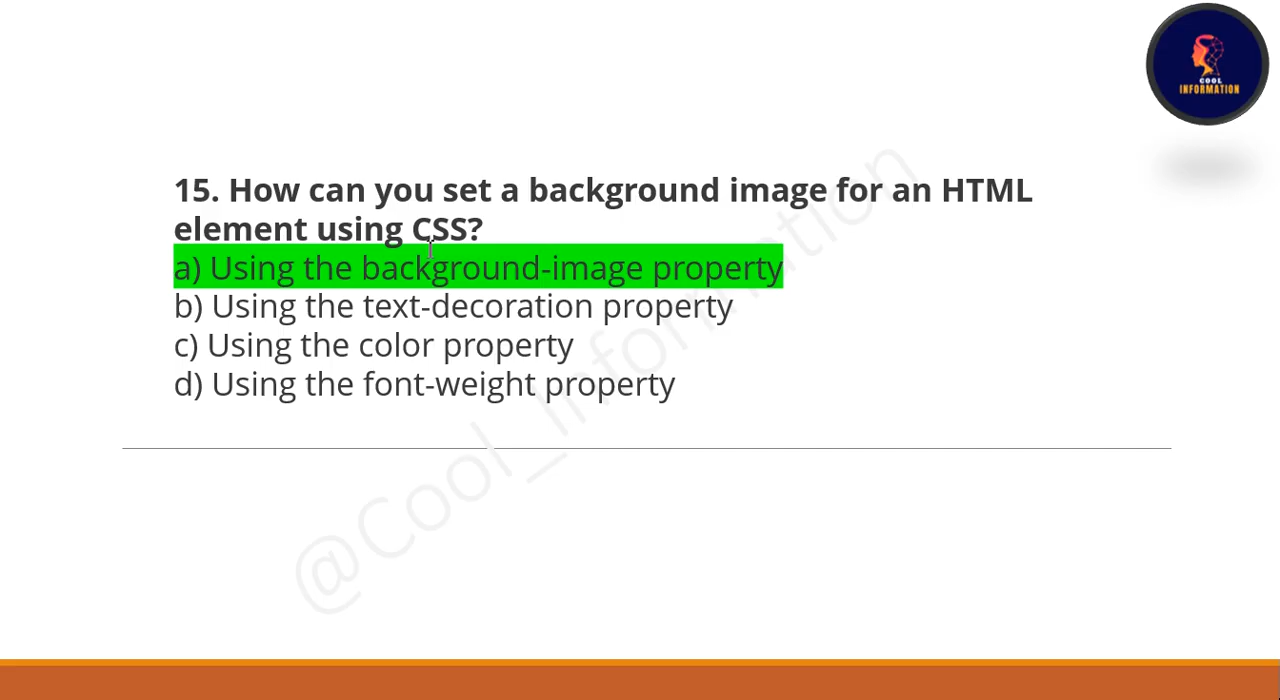 COOL
INFORMATION
15. How can you set a background image for an HTML
element using CSS?
a) Using the background-image property
b) Using the text-decoration property
c) Using the color property
d) Using the font-weight property
@Cool_Information